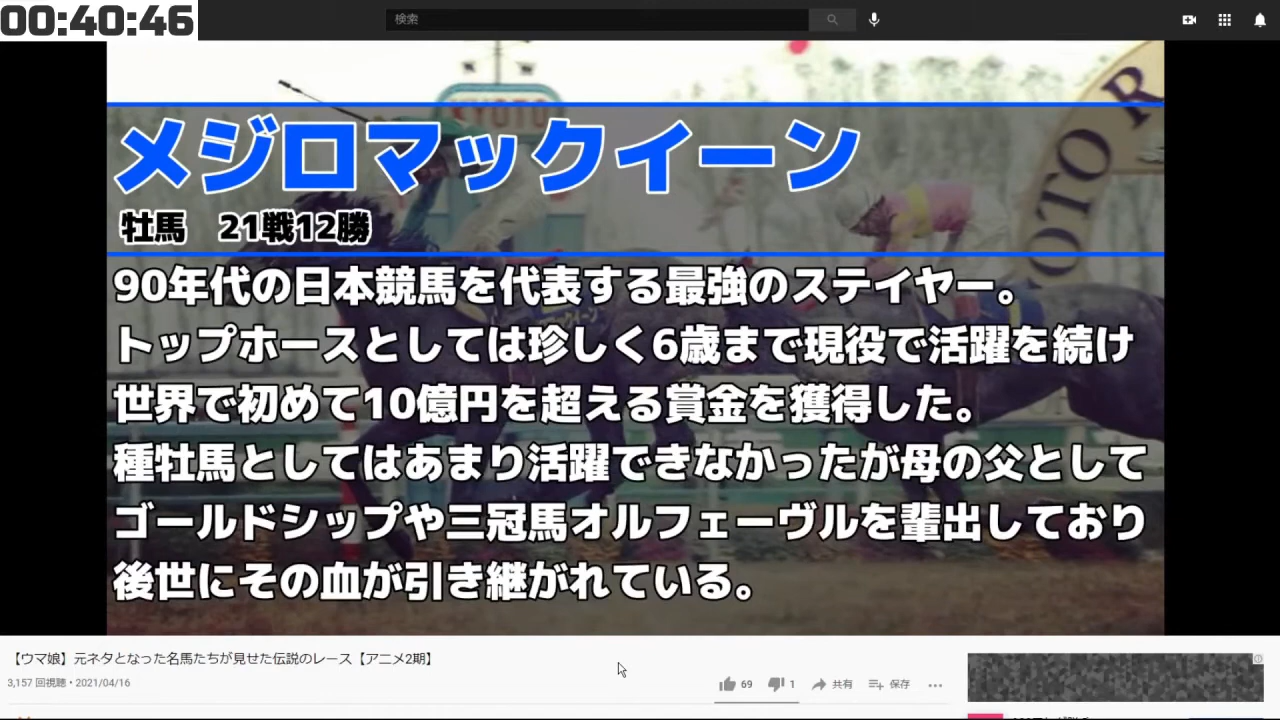 00:40:46
検索
KYOTO
OTO R
メジロマックイーン
牡馬 21戦12勝
90年代の日本競馬を代表する最強のステイヤー。
トップホースとしては珍しく6歳まで現役で活躍を続け
世界で初めて10億円を超える賞金を獲得した。
種牡馬としてはあまり活躍できなかったが母の父として
ゴールドシップや三冠馬オルフェーヴルを輩出しており
後世にその血が引き継がれている。
【ウマ娘】元ネタとなった名馬たちが見せた伝説のレース【アニメ2期】
3,157 回視聴・2021/04/16
69
1
共有
保存